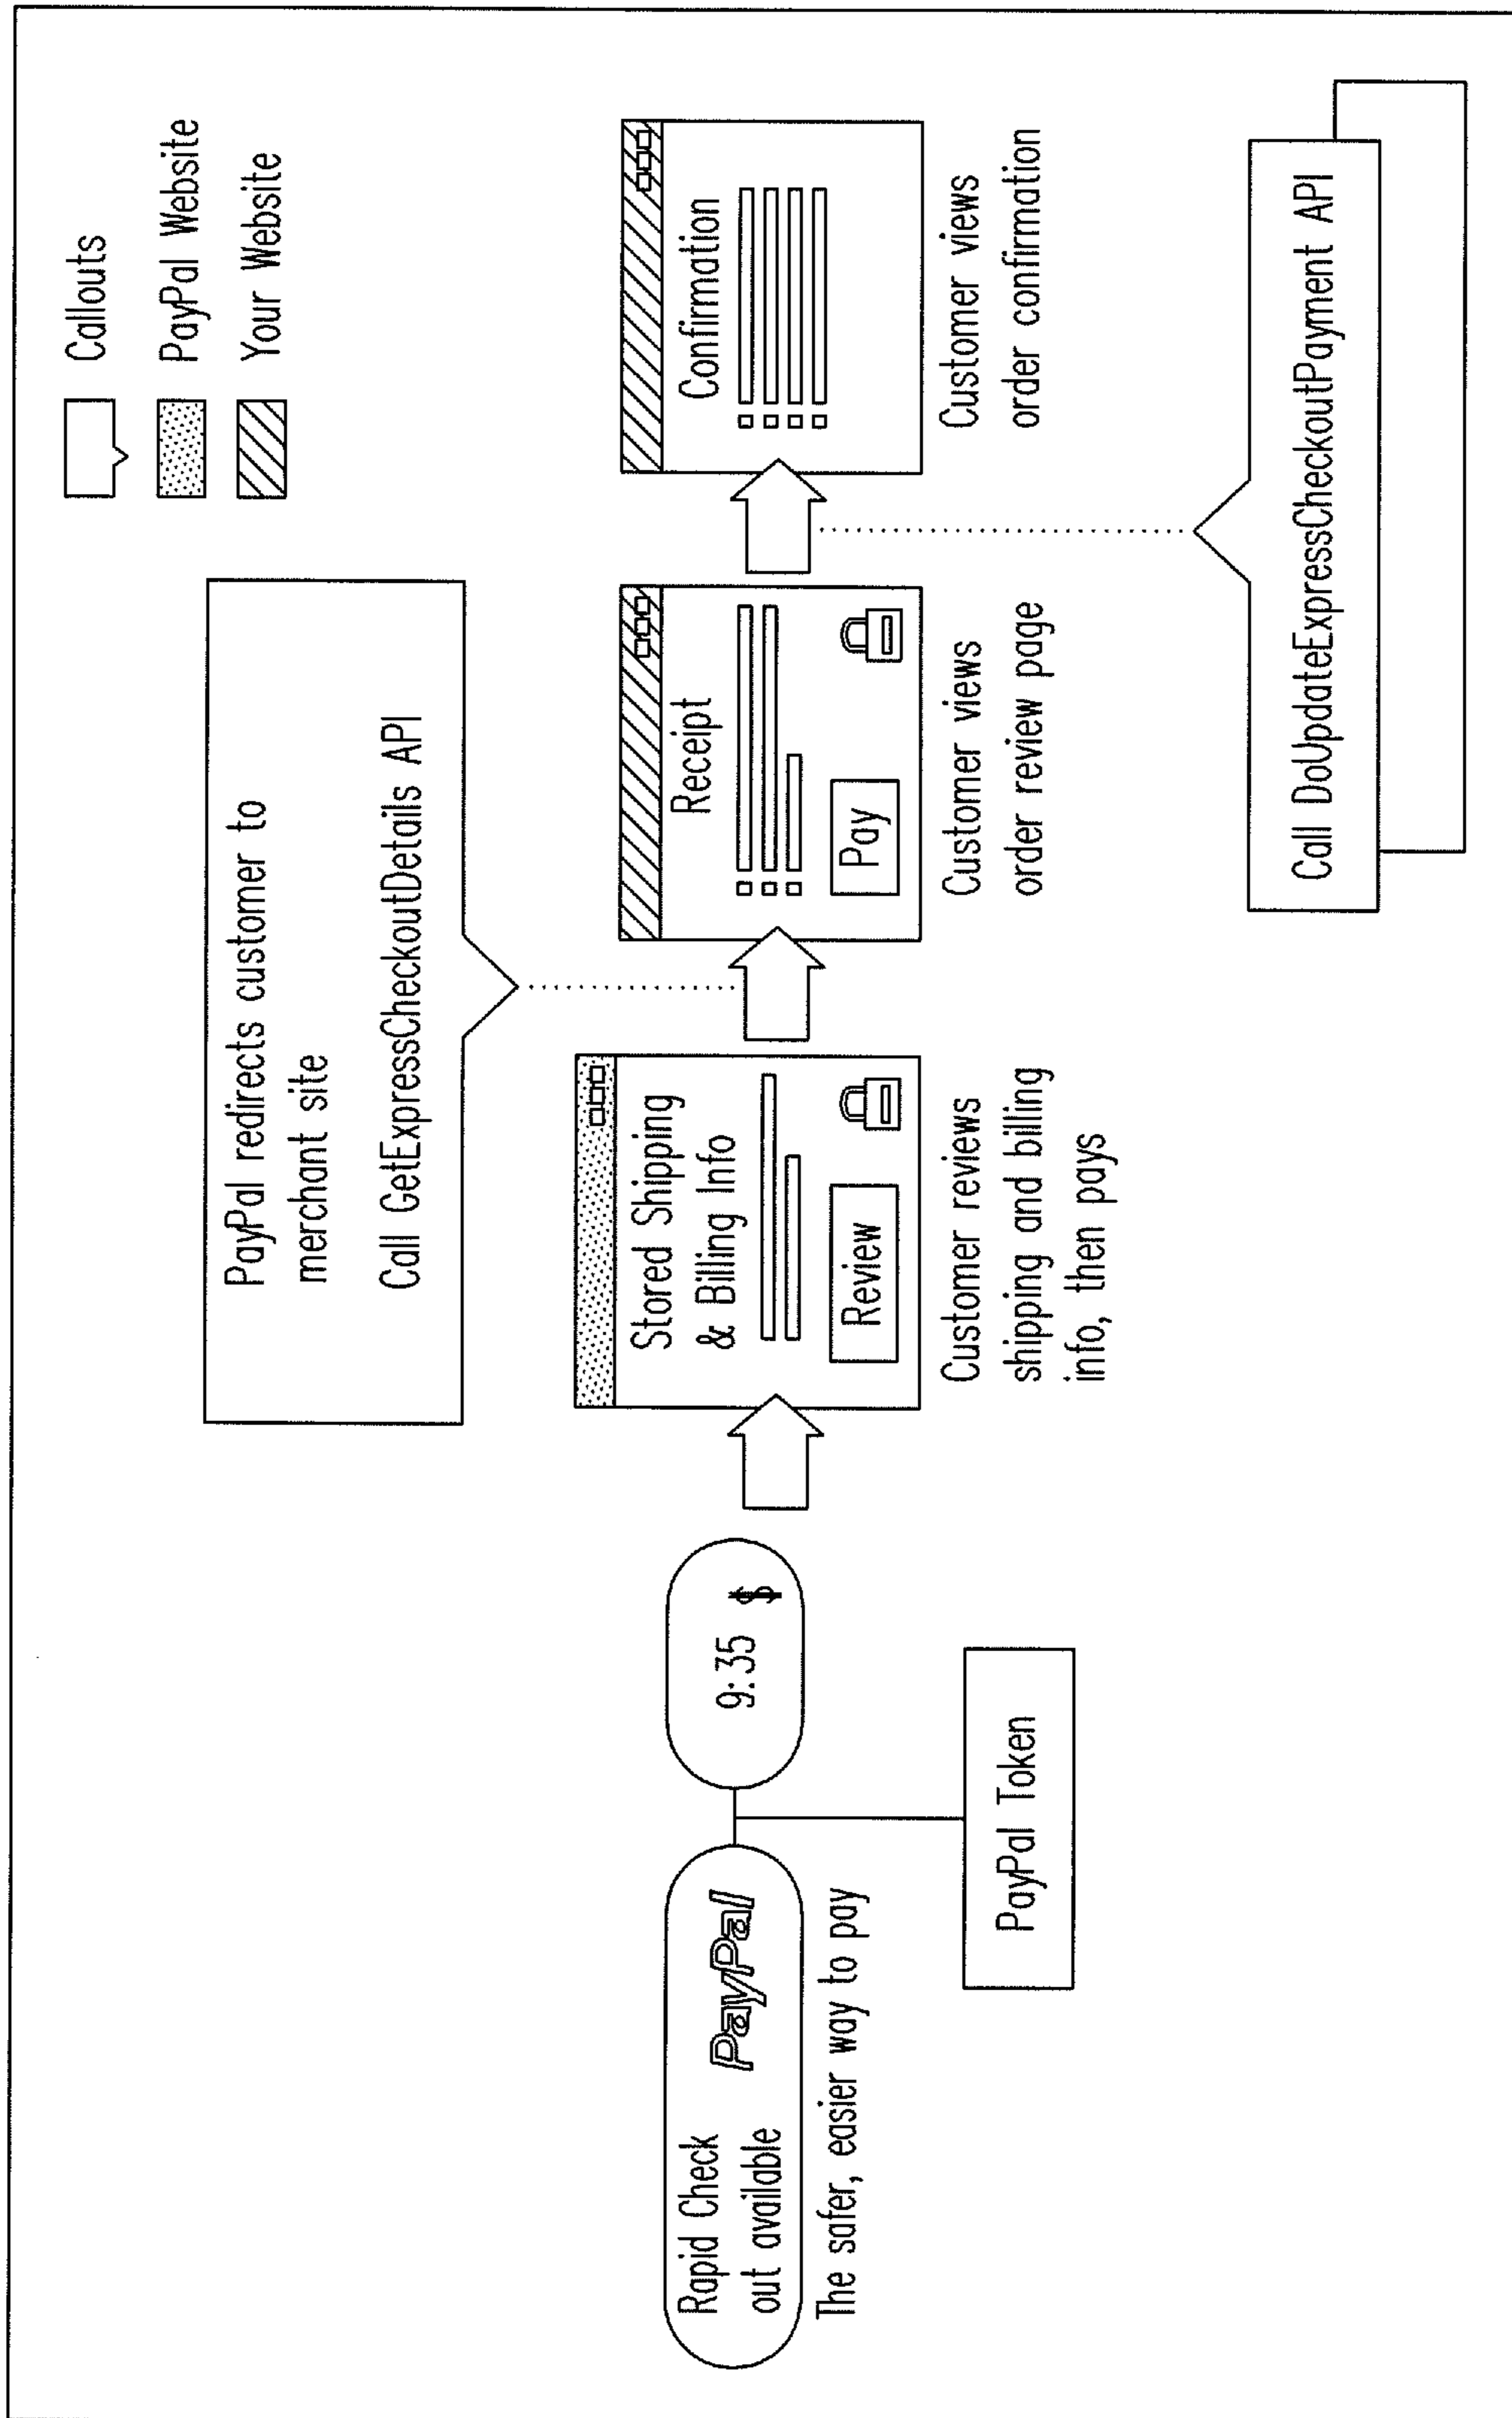 Callouts
PayPal Website
Your Website
PayPal redirects customer to
merchant site
Call GetExpressCheckoutDetails API
Rapid Check
out available
PayPal
The safer, easier way to pay
9:35 $
PayPal Token
Stored Shipping
& Billing Info
Review
Customer reviews
shipping and billing
info, then pays
Receipt
Pay
Customer views
order review page
Confirmation
Customer views
order confirmation
Call DoUpdateExpressCheckoutPayment API